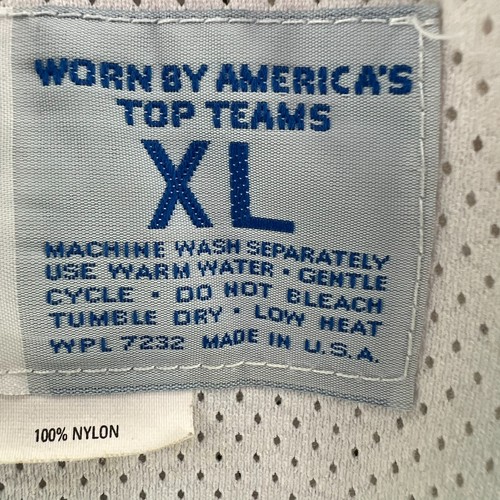 WORN BY AMERICA'S
TOP TEAMS
XL
MACHINE WASH SEPARATELY
USE WARM WATER · GENTLE
CYCLE · DO NOT BLEACH
TUMBLE DRY · LOW HEAT
WPL 7232 MADE IN U.S.A.
100% NYLON